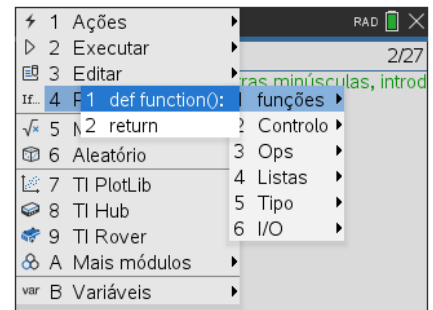 1 Ações
RAD
2 Executar
2/27
3 Editar
tras minúsculas, introd
If... 4
1 def function():
funções
5
2 return
2 Controlo
6 Aleatório
3 Ops
7 TI PlotLib
4 Listas
8 TI Hub
5 Tipo
9 TI Rover
6 I/O
A Mais módulos
var B Variáveis